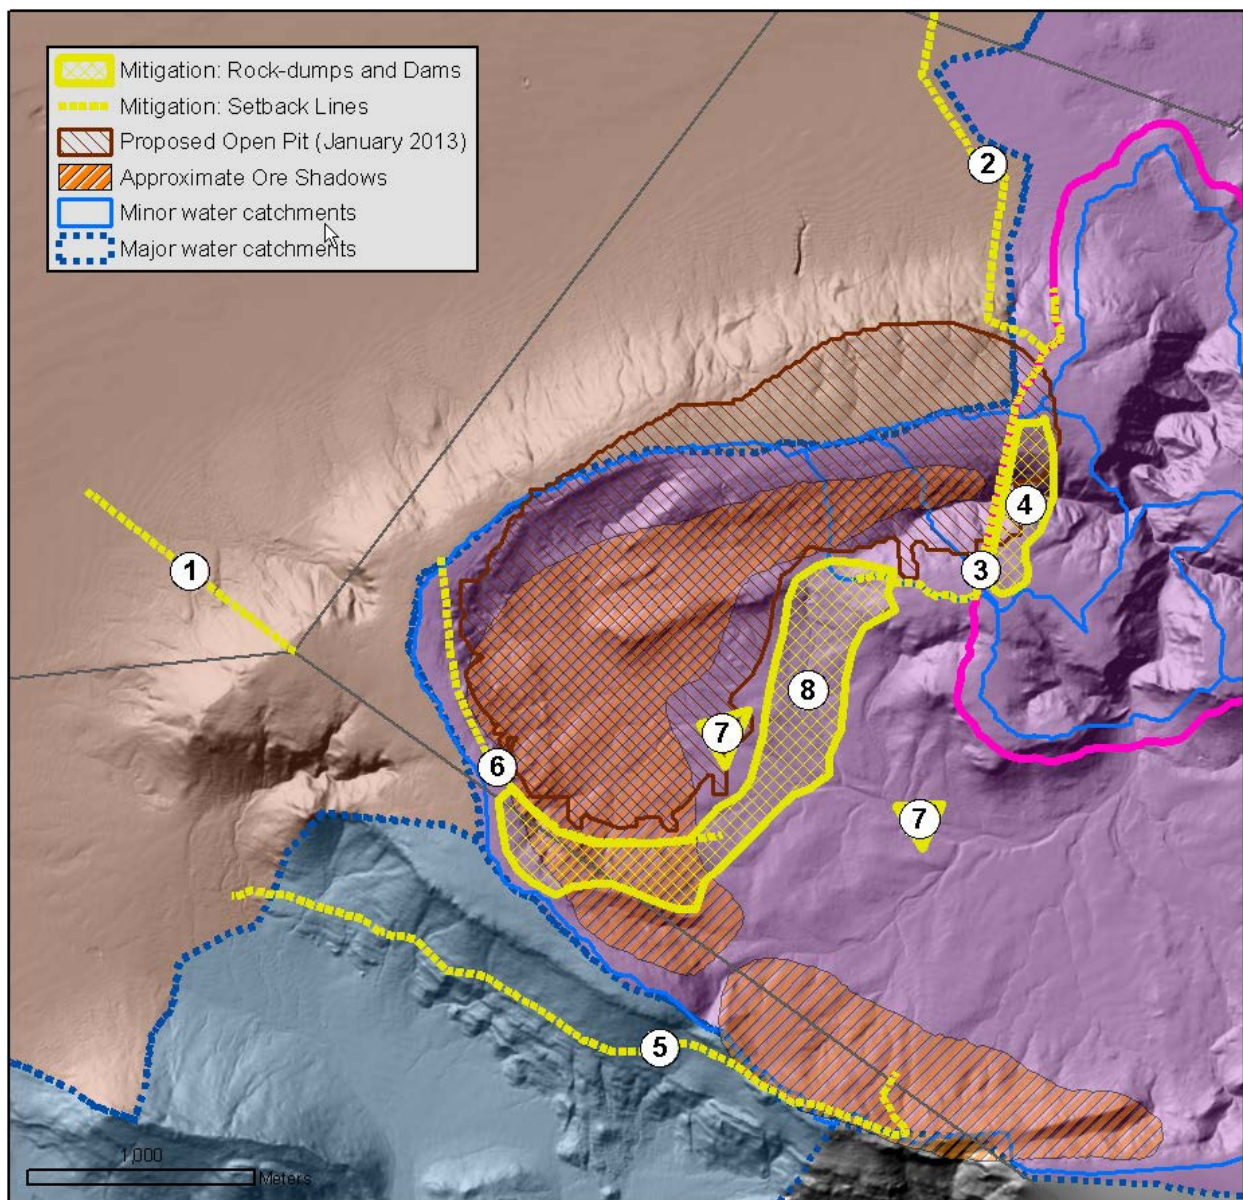 Mitigation: Rock-dumps and Dams
Mitigation: Setback Lines
Proposed Open Pit (January 2013)
Approximate Ore Shadows
Minor water catchments
Major water catchments
2
4
1
3
8
7
6
7
5
1,000
Meters